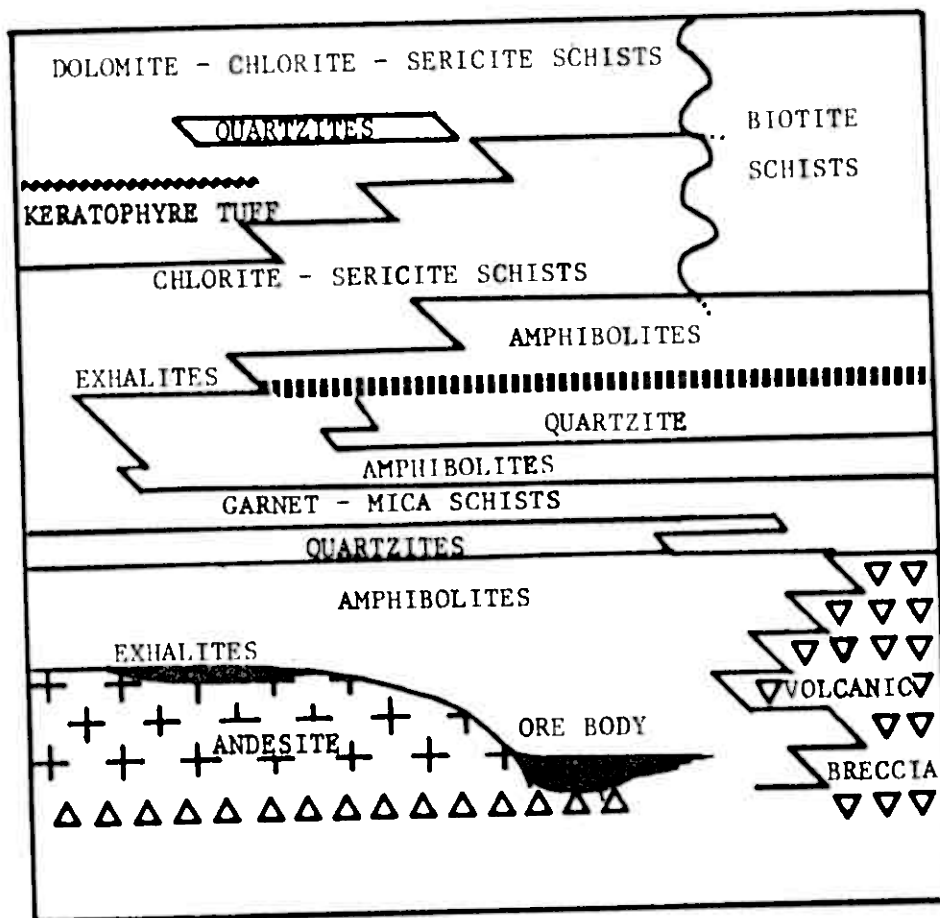 DOLOMITE - CHLORITE - SERICITE SCHISTS
QUARTZITES
BIOTITE
SCHISTS
KERATOPHYRE TUFF
CHLORITE - SERICITE SCHISTS
AMPHIBOLITES
EXHALITES
QUARTZITE
AMPHIBOLITES
GARNET - MICA SCHISTS
QUARTZITES
AMPHIBOLITES
EXHALITES
VOLCANIC
ANDESITE
ORE BODY
BRECCIA